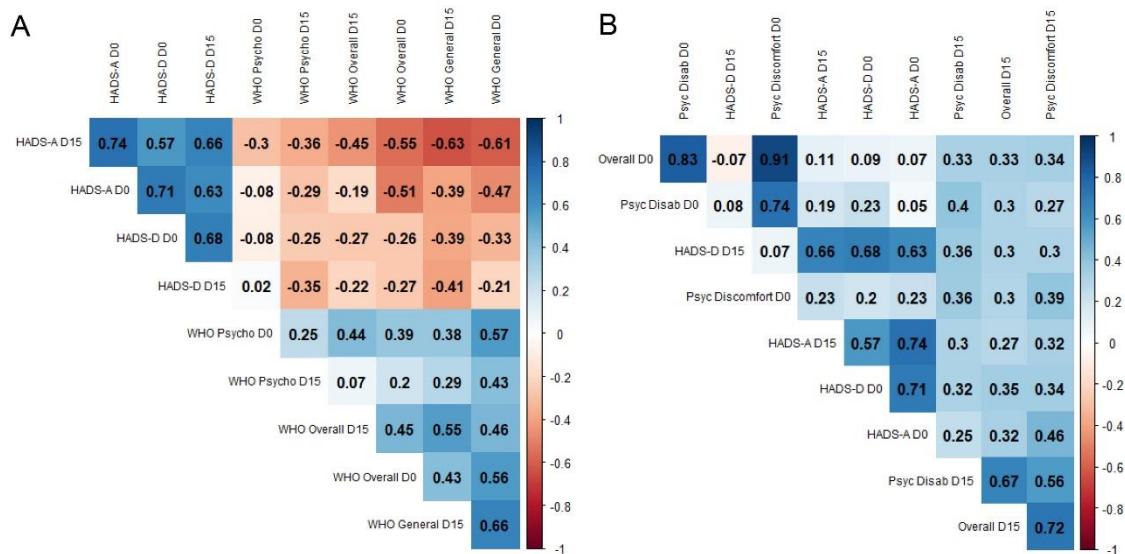 A
HADS-A D0
HADS-D D0
HADS-D D15
WHO Psycho D0
WHO Psycho D15
WHO Overall D15
WHO Overall D0
WHO General D15
WHO General D0
HADS-A D15 0.74 0.57 0.66 -0.3 -0.36 -0.45 -0.55 -0.63 -0.61
HADS-A D0 0.71 0.63 -0.08 -0.29 -0.19 -0.51 -0.39 -0.47
HADS-D D0 0.68 -0.08 -0.25 -0.27 -0.26 -0.39 -0.33
HADS-D D15 0.02 -0.35 -0.22 -0.27 -0.41 -0.21
WHO Psycho D0 0.25 0.44 0.39 0.38 0.57
WHO Psycho D15 0.07 0.2 0.29 0.43
WHO Overall D15 0.45 0.55 0.46
WHO Overall D0 0.43 0.56
WHO General D15 0.66
1
0.8
0.6
0.4
0.2
0
-0.2
-0.4
-0.6
-0.8
-1
B
Psyc Disab D0
HADS-D D15
Psyc Discomfort D0
HADS-A D15
HADS-D D0
HADS-A D0
Psyc Disab D15
Overall D15
Psyc Discomfort D15
Overall D0 0.83 -0.07 0.91 0.11 0.09 0.07 0.33 0.33 0.34
Psyc Disab D0 0.08 0.74 0.19 0.23 0.05 0.4 0.3 0.27
HADS-D D15 0.07 0.66 0.68 0.63 0.36 0.3 0.3
Psyc Discomfort D0 0.23 0.2 0.23 0.36 0.3 0.39
HADS-A D15 0.57 0.74 0.3 0.27 0.32
HADS-D D0 0.71 0.32 0.35 0.34
HADS-A D0 0.25 0.32 0.46
Psyc Disab D15 0.67 0.56
Overall D15 0.72
1
0.8
0.6
0.4
0.2
0
-0.2
-0.4
-0.6
-0.8
-1